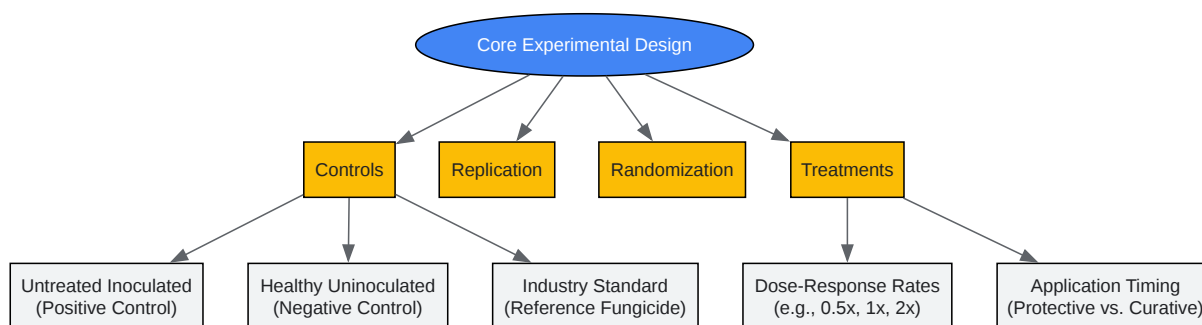 Core Experimental Design
Controls
Replication
Randomization
Treatments
Untreated Inoculated
(Positive Control)
Healthy Uninoculated
(Negative Control)
Industry Standard
(Reference Fungicide)
Dose-Response Rates
(e.g., 0.5x, 1x, 2x)
Application Timing
(Protective vs. Curative)